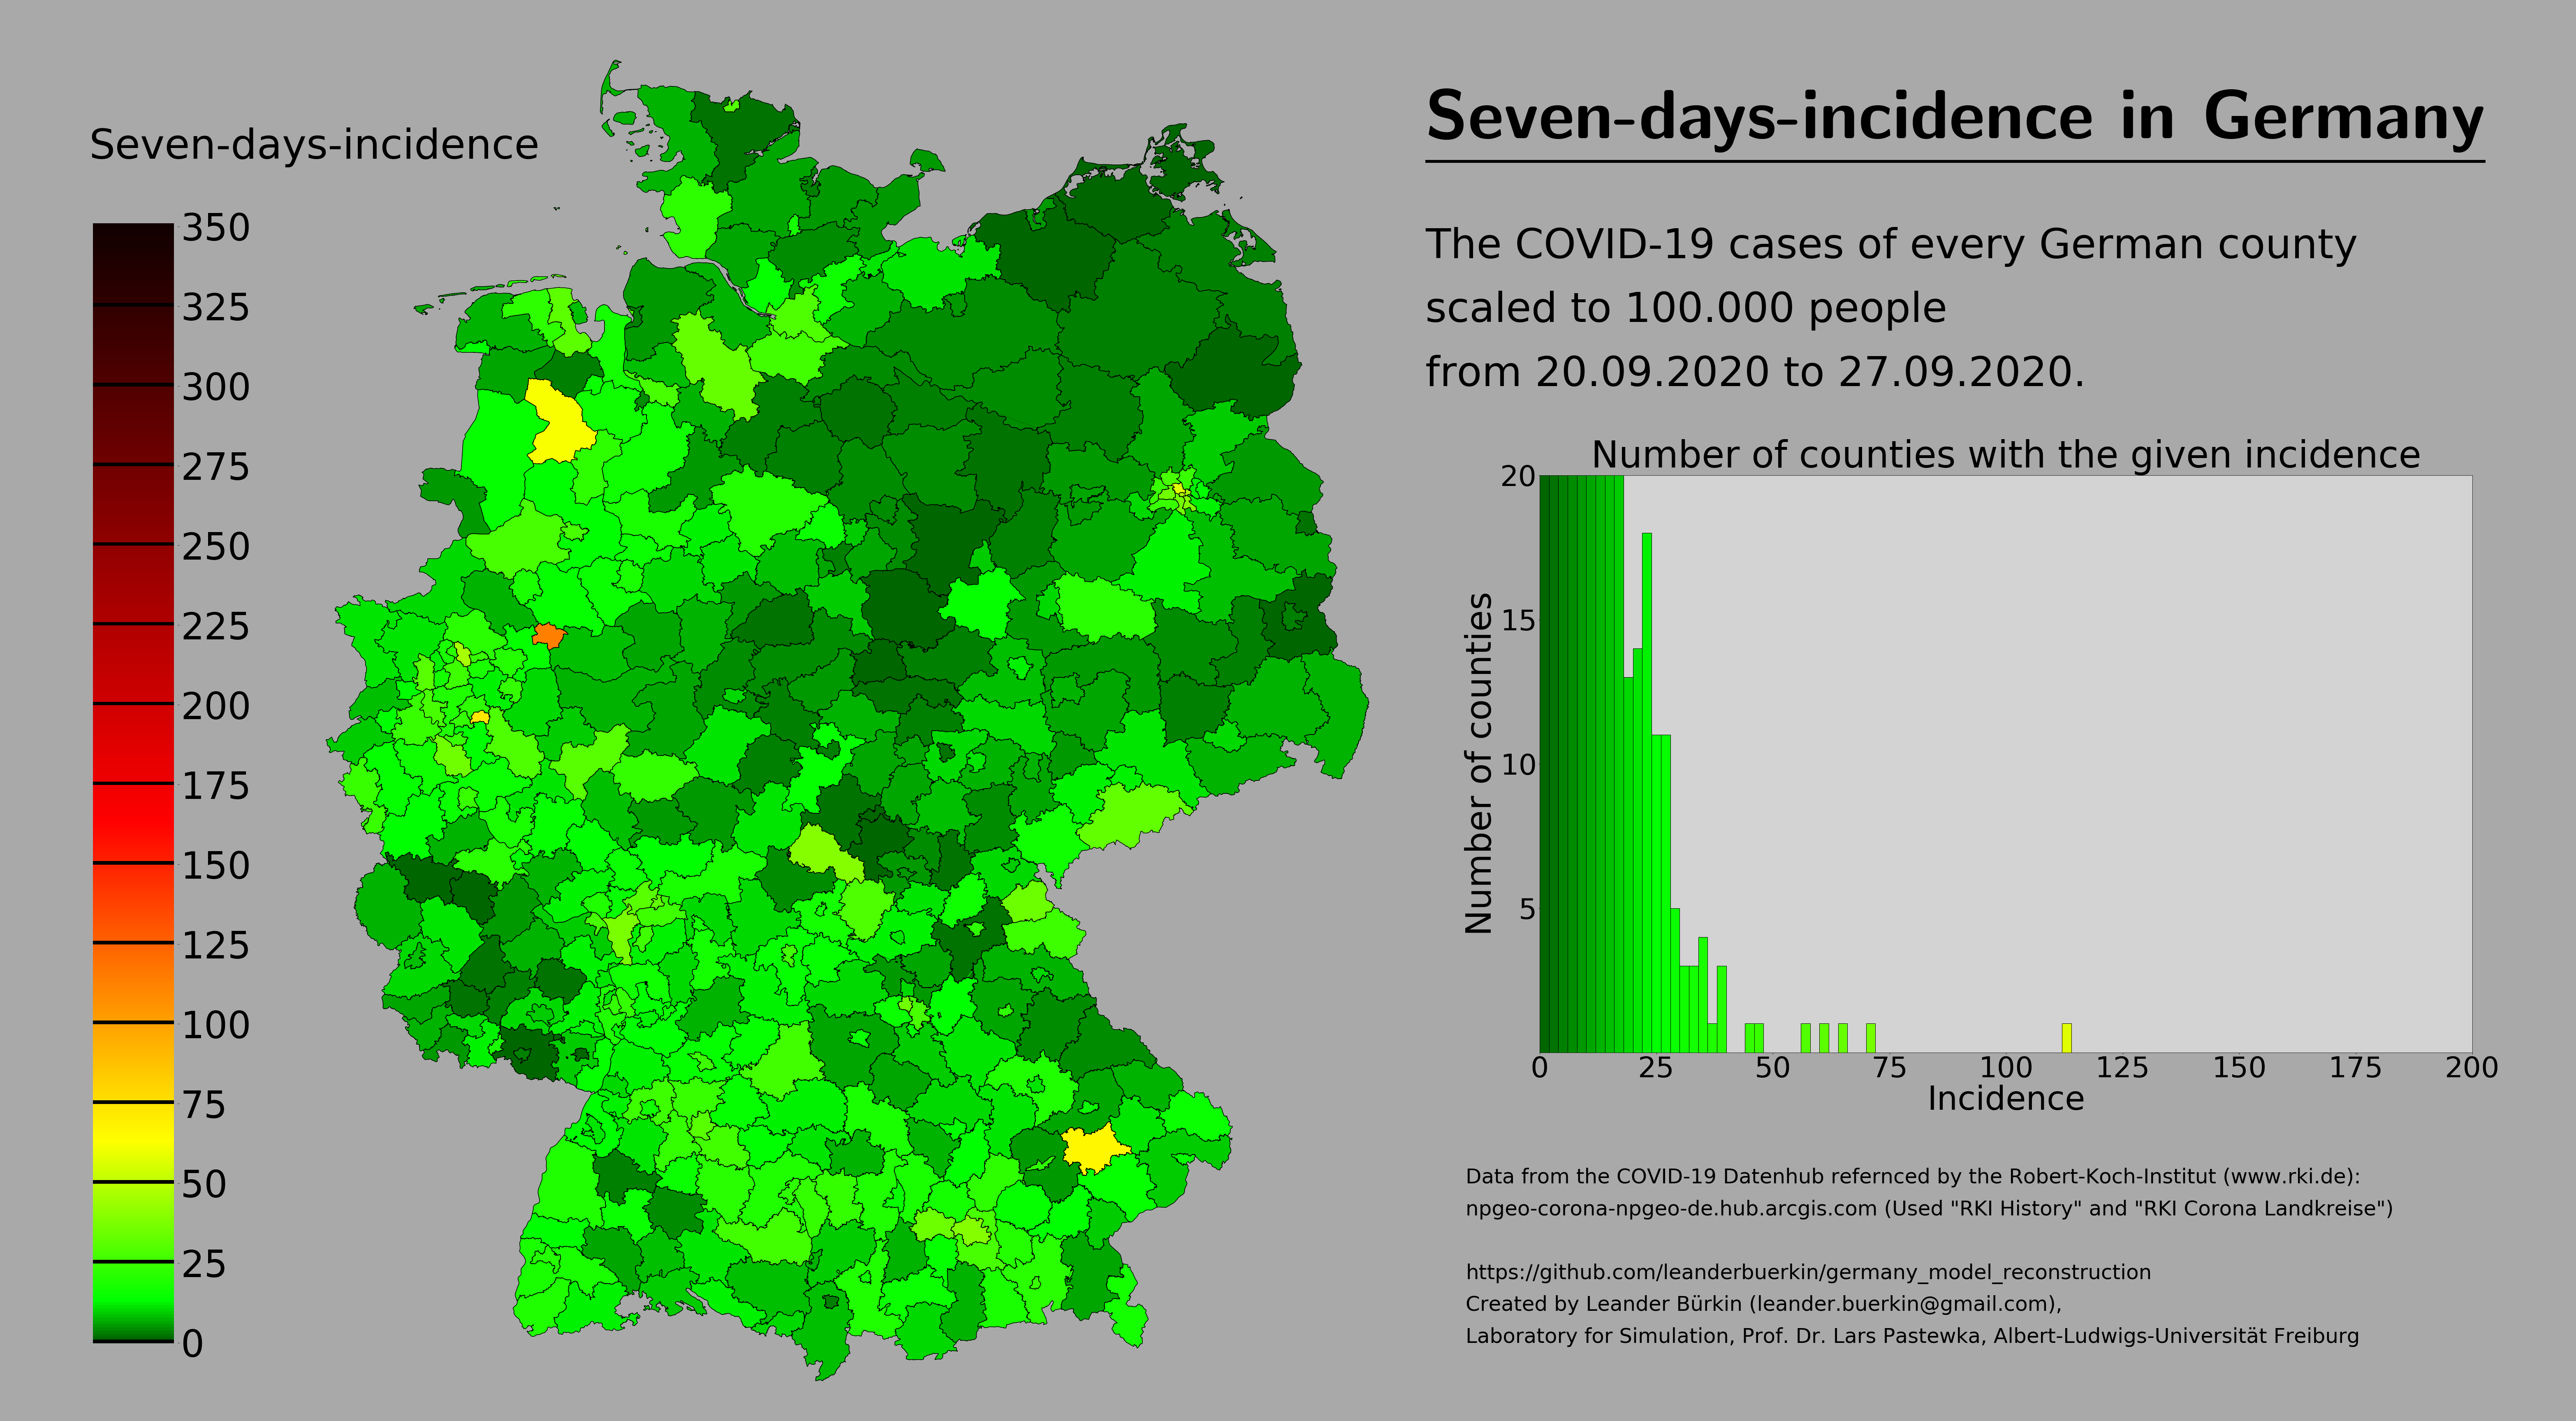 Seven-days-incidence
350
325
300
275
250
225
200
175
150
125
100
75
50
25
0
Seven-days-incidence in Germany
The COVID-19 cases of every German county
scaled to 100.000 people
from 20.09.2020 to 27.09.2020.
Number of counties with the given incidence
Number of counties
20
15
10
5
0 25 50 75 100 125 150 175 200
Incidence
Data from the COVID-19 Datenhub refernced by the Robert-Koch-Institut (www.rki.de):
npgeo-corona-npgeo-de.hub.arcgis.com (Used "RKI History" and "RKI Corona Landkreise")
https://github.com/leanderbuerkin/germany_model_reconstruction
Created by Leander Bürkin (leander.buerkin@gmail.com),
Laboratory for Simulation, Prof. Dr. Lars Pastewka, Albert-Ludwigs-Universität Freiburg